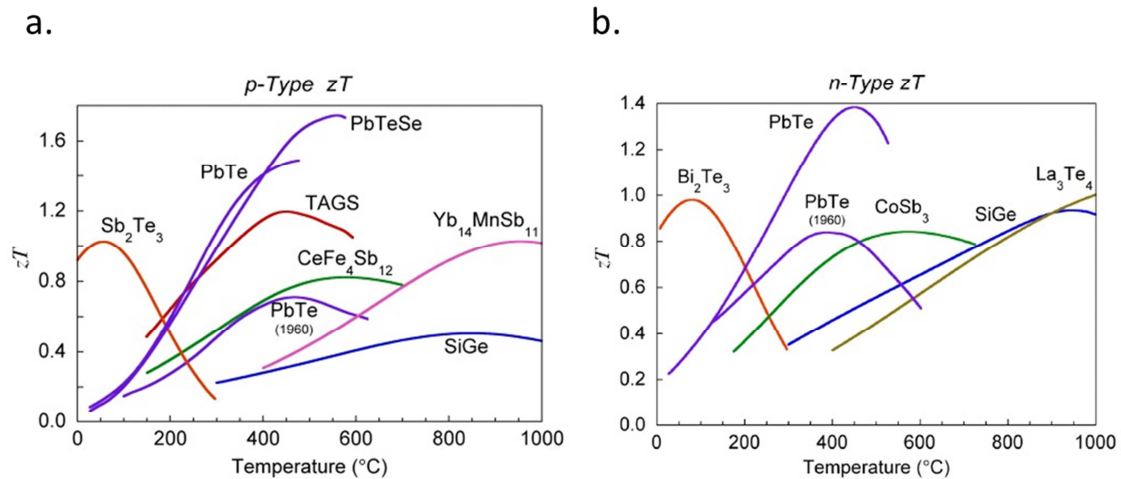 a.
p-Type zT
PbTeSe
PbTe
TAGS
Sb2Te3
Yb14MnSb11
CeFe4Sb12
PbTe
(1960)
SiGe
zT
1.6
1.2
0.8
0.4
0.0
0 200 400 600 800 1000
Temperature (°C)
b.
n-Type zT
PbTe
Bi2Te3
La3Te4
PbTe
(1960)
CoSb3
SiGe
zT
1.4
1.2
1.0
0.8
0.6
0.4
0.2
0.0
0 200 400 600 800 1000
Temperature (°C)